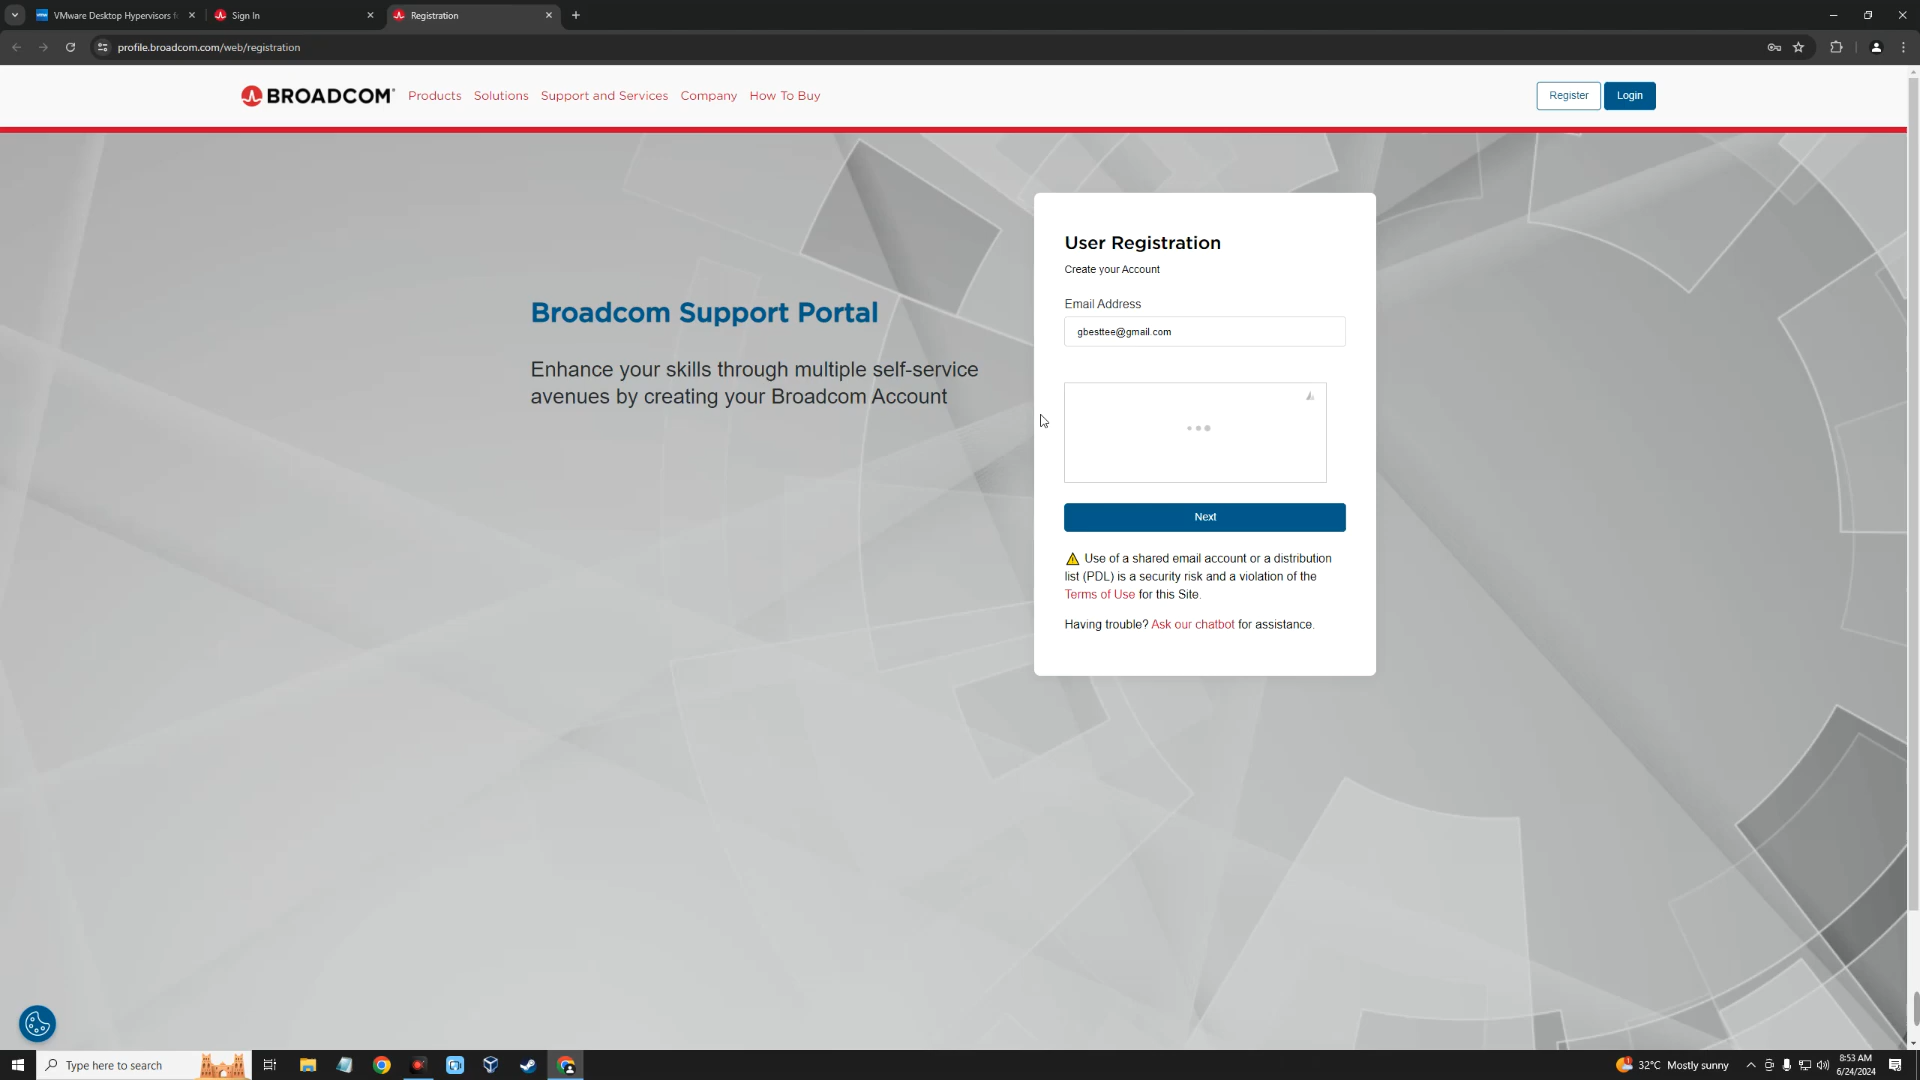 VMware Desktop Hypervisors f
Sign In
Registration
profile.broadcom.com/web/registration
BROADCOM
Products
Solutions
Support and Services
Company
How To Buy
Register
Login
User Registration
Create your Account
Email Address
gbesttee@gmail.com
Broadcom Support Portal
Enhance your skills through multiple self-service
avenues by creating your Broadcom Account
Next
Use of a shared email account or a distribution
list (PDL) is a security risk and a violation of the
Terms of Use for this Site.
Having trouble? Ask our chatbot for assistance.
Type here to search
32°C Mostly sunny
8:53 AM
6/24/2024